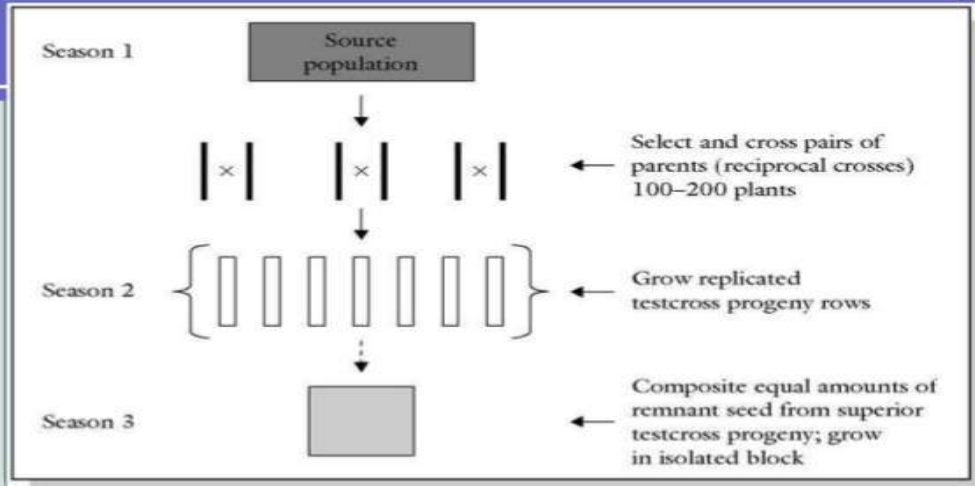 Season 1
Source
population
×
×
×
Select and cross pairs of
parents (reciprocal crosses)
100–200 plants
Season 2
Grow replicated
testcross progeny rows
Season 3
Composite equal amounts of
remnant seed from superior
testcross progeny; grow
in isolated block